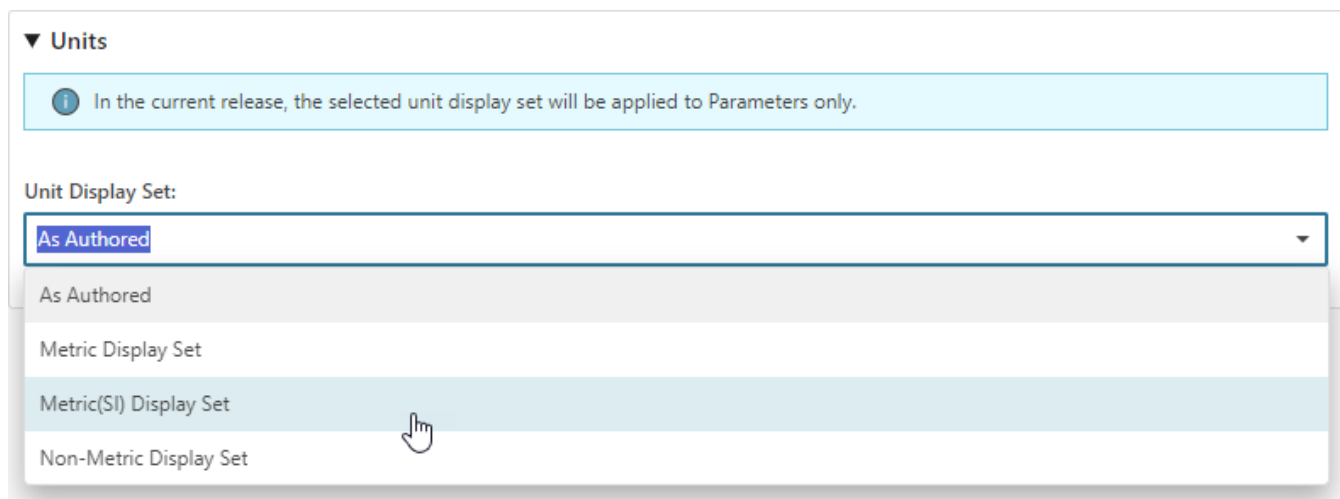 Units
In the current release, the selected unit display set will be applied to Parameters only.
Unit Display Set:
As Authored
As Authored
Metric Display Set
Metric(SI) Display Set
Non-Metric Display Set